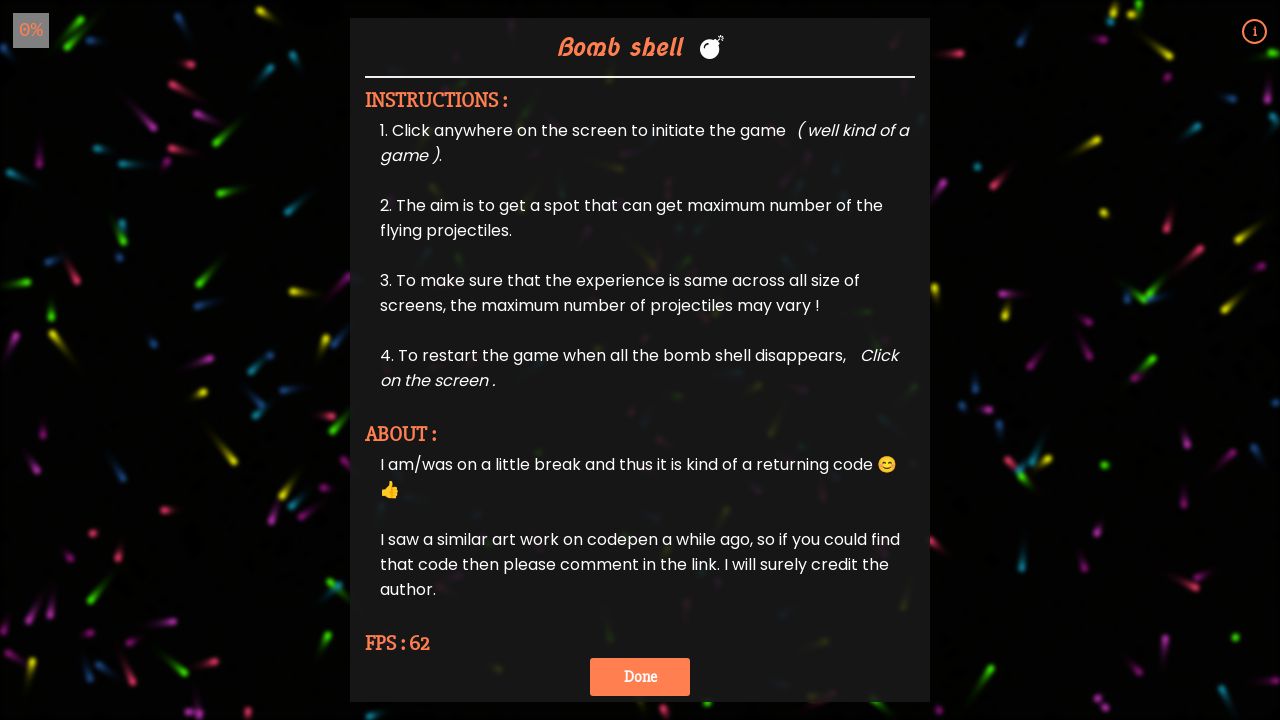 0%
i
Bomb shell 💣
INSTRUCTIONS :
1. Click anywhere on the screen to initiate the game ( well kind of a
game ).
2. The aim is to get a spot that can get maximum number of the
flying projectiles.
3. To make sure that the experience is same across all size of
screens, the maximum number of projectiles may vary !
4. To restart the game when all the bomb shell disappears, Click
on the screen .
ABOUT :
I am/was on a little break and thus it is kind of a returning code 😊
👍
I saw a similar art work on codepen a while ago, so if you could find
that code then please comment in the link. I will surely credit the
author.
FPS : 62
Done